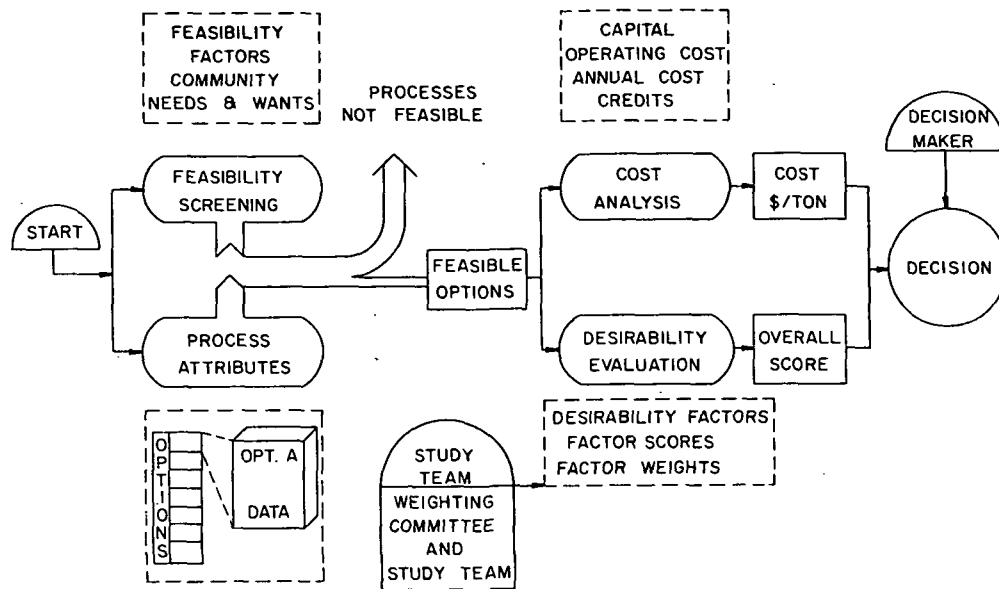 FEASIBILITY
FACTORS
COMMUNITY
NEEDS & WANTS
PROCESSES
NOT FEASIBLE
CAPITAL
OPERATING COST
ANNUAL COST
CREDITS
DECISION
MAKER
START
FEASIBILITY
SCREENING
COST
ANALYSIS
COST
$/TON
FEASIBLE
OPTIONS
DECISION
PROCESS
ATTRIBUTES
DESIRABILITY
EVALUATION
OVERALL
SCORE
OPTIONS
OPT. A
DATA
STUDY
TEAM
WEIGHTING
COMMITTEE
AND
STUDY TEAM
DESIRABILITY FACTORS
FACTOR SCORES
FACTOR WEIGHTS